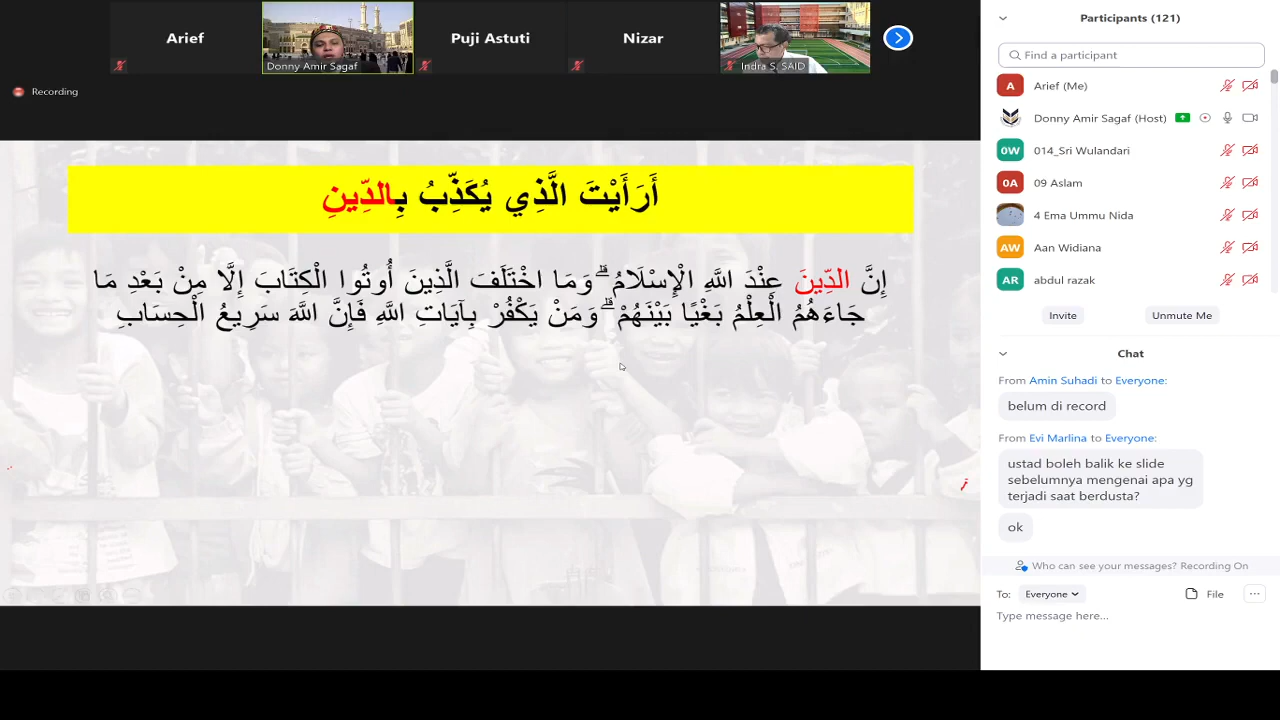 Arief
Donny Amir Sagaf
Puji Astuti
Nizar
Indra S. SAID
Recording
أَرَأَيْتَ الَّذِي يُكَذِّبُ بِالدِّينِ
إِنَّ الدِّينَ عِنْدَ اللَّهِ الْإِسْلَامُ ۗ وَمَا اخْتَلَفَ الَّذِينَ أُوتُوا الْكِتَابَ إِلَّا مِنْ بَعْدِ مَا
جَاءَهُمُ الْعِلْمُ بَغْيًا بَيْنَهُمْ ۗ وَمَنْ يَكْفُرْ بِآيَاتِ اللَّهِ فَإِنَّ اللَّهَ سَرِيعُ الْحِسَابِ
Participants (121)
Find a participant
A Arief (Me)
Donny Amir Sagaf (Host)
0W 014_Sri Wulandari
0A 09 Aslam
4 Ema Ummu Nida
AW Aan Widiana
AR abdul razak
Invite Unmute Me
Chat
From Amin Suhadi to Everyone:
belum di record
From Evi Marlina to Everyone:
ustad boleh balik ke slide
sebelumnya mengenai apa yg
terjadi saat berdusta?
ok
Who can see your messages? Recording On
To: Everyone File
Type message here...